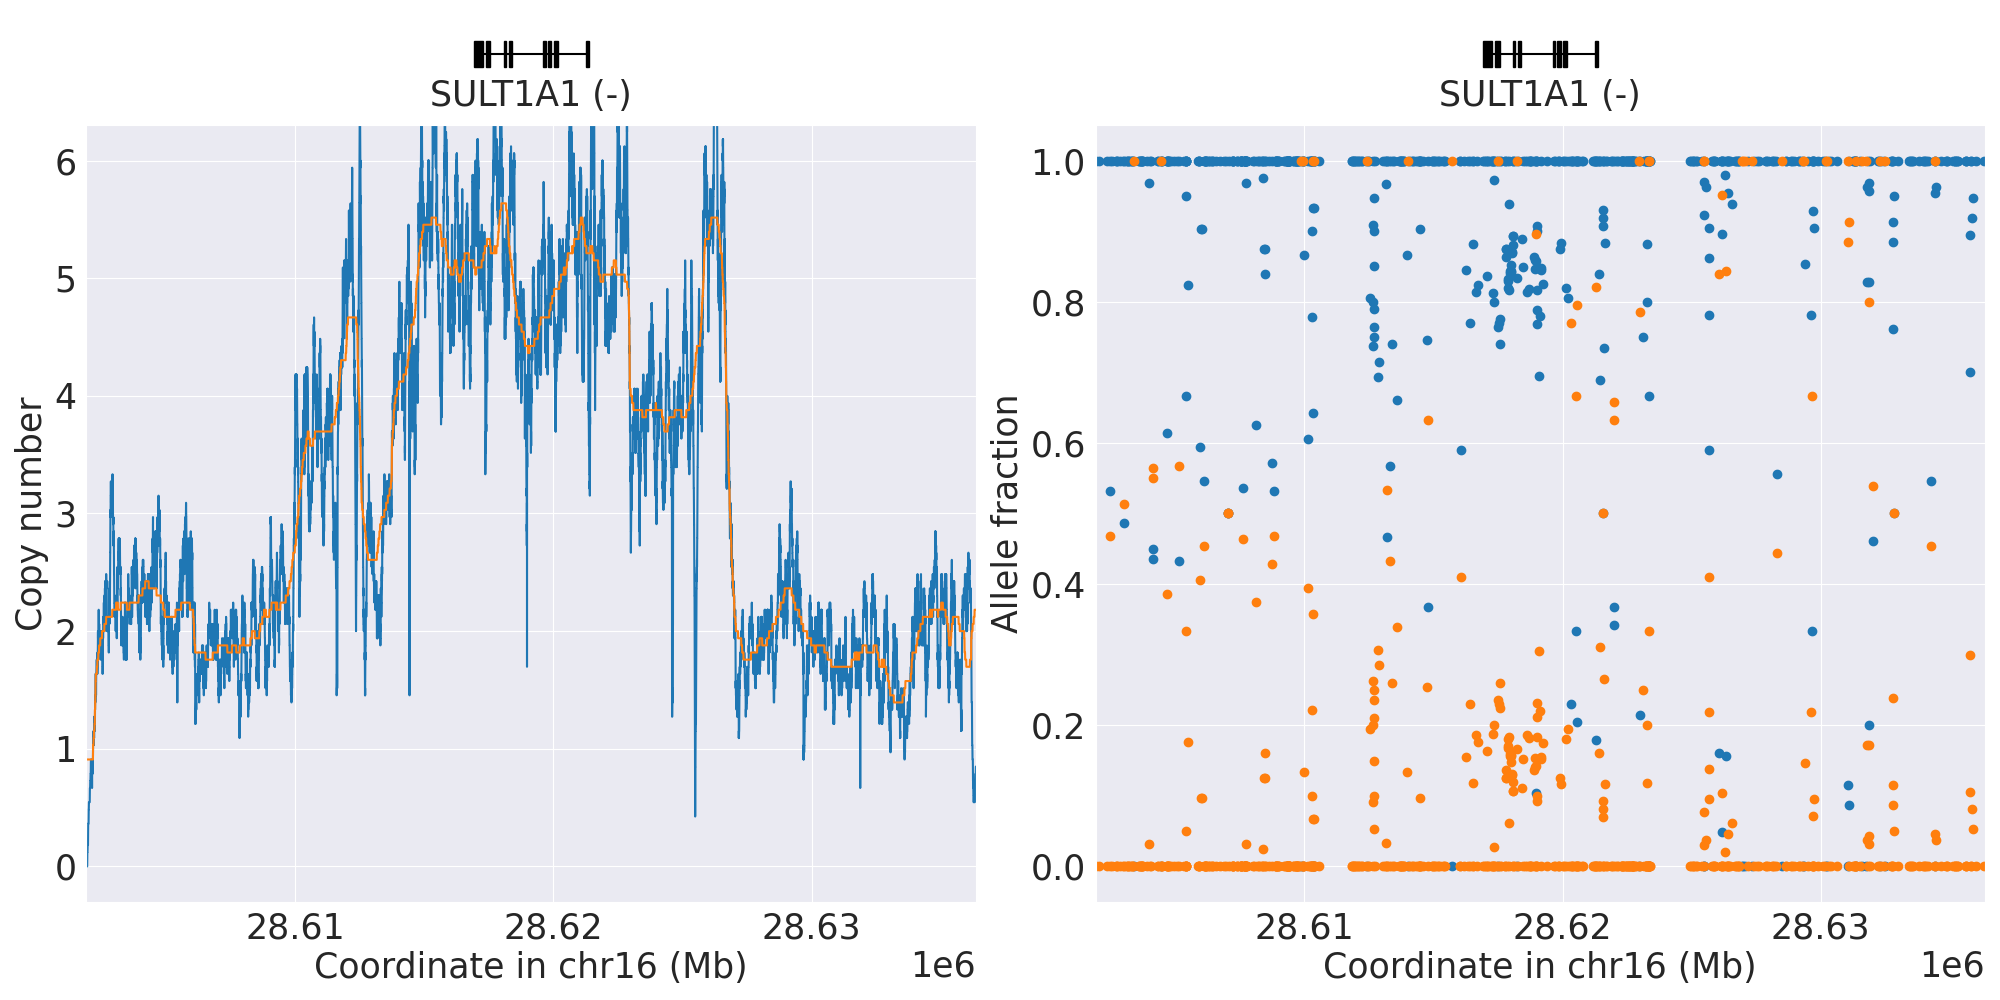 SULT1A1 (-)
Copy number
6
5
4
3
2
1
0
28.61
28.62
28.63
Coordinate in chr16 (Mb)
1e6
SULT1A1 (-)
Allele fraction
1.0
0.8
0.6
0.4
0.2
0.0
28.61
28.62
28.63
Coordinate in chr16 (Mb)
1e6